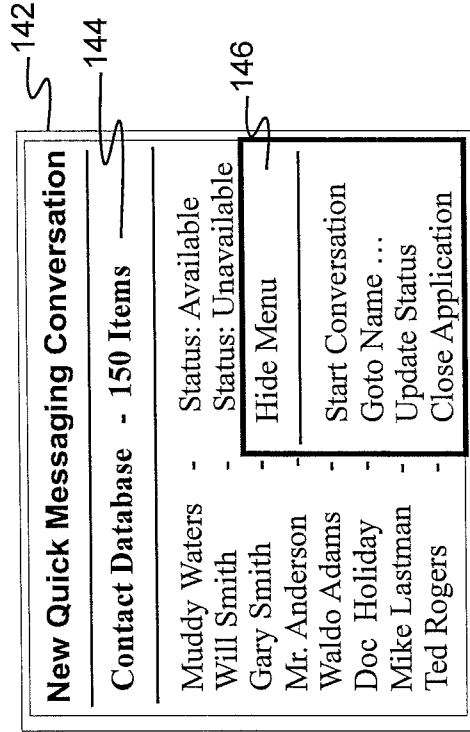 New Quick Messaging Conversation
142
Contact Database - 150 Items
144
Muddy Waters - Status: Available
Will Smith - Status: Unavailable
Gary Smith - Hide Menu
146
Mr. Anderson -
Waldo Adams - Start Conversation
Doc Holiday - Goto Name ...
Mike Lastman - Update Status
Ted Rogers - Close Application